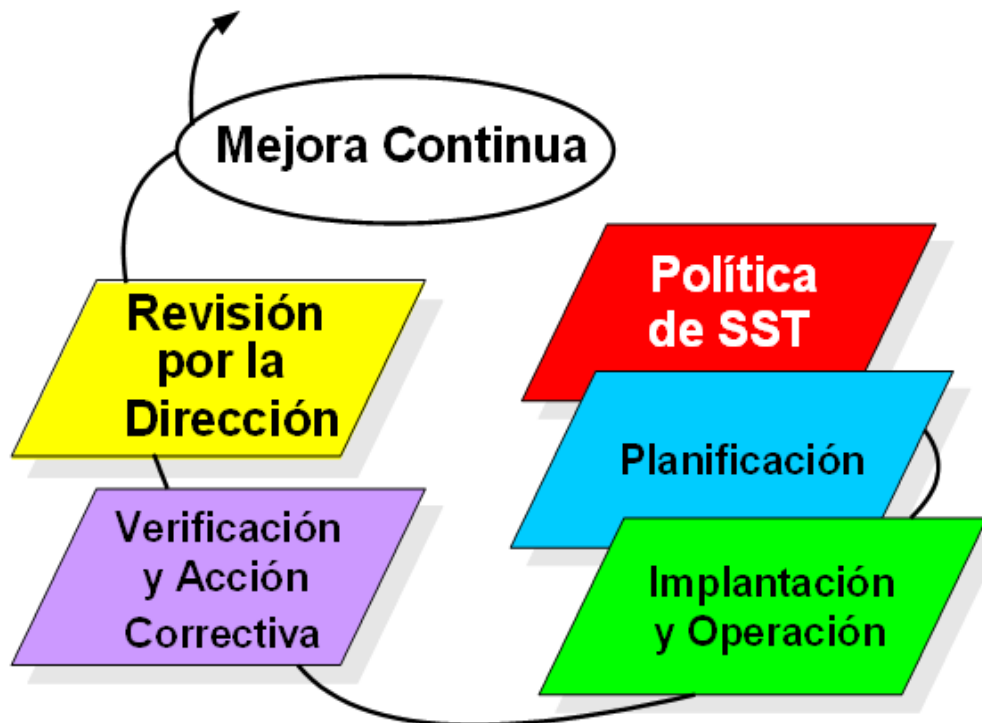 Mejora Continua
Política
de SST
Planificación
Implantación
y Operación
Verificación
y Acción
Correctiva
Revisión
por la
Dirección